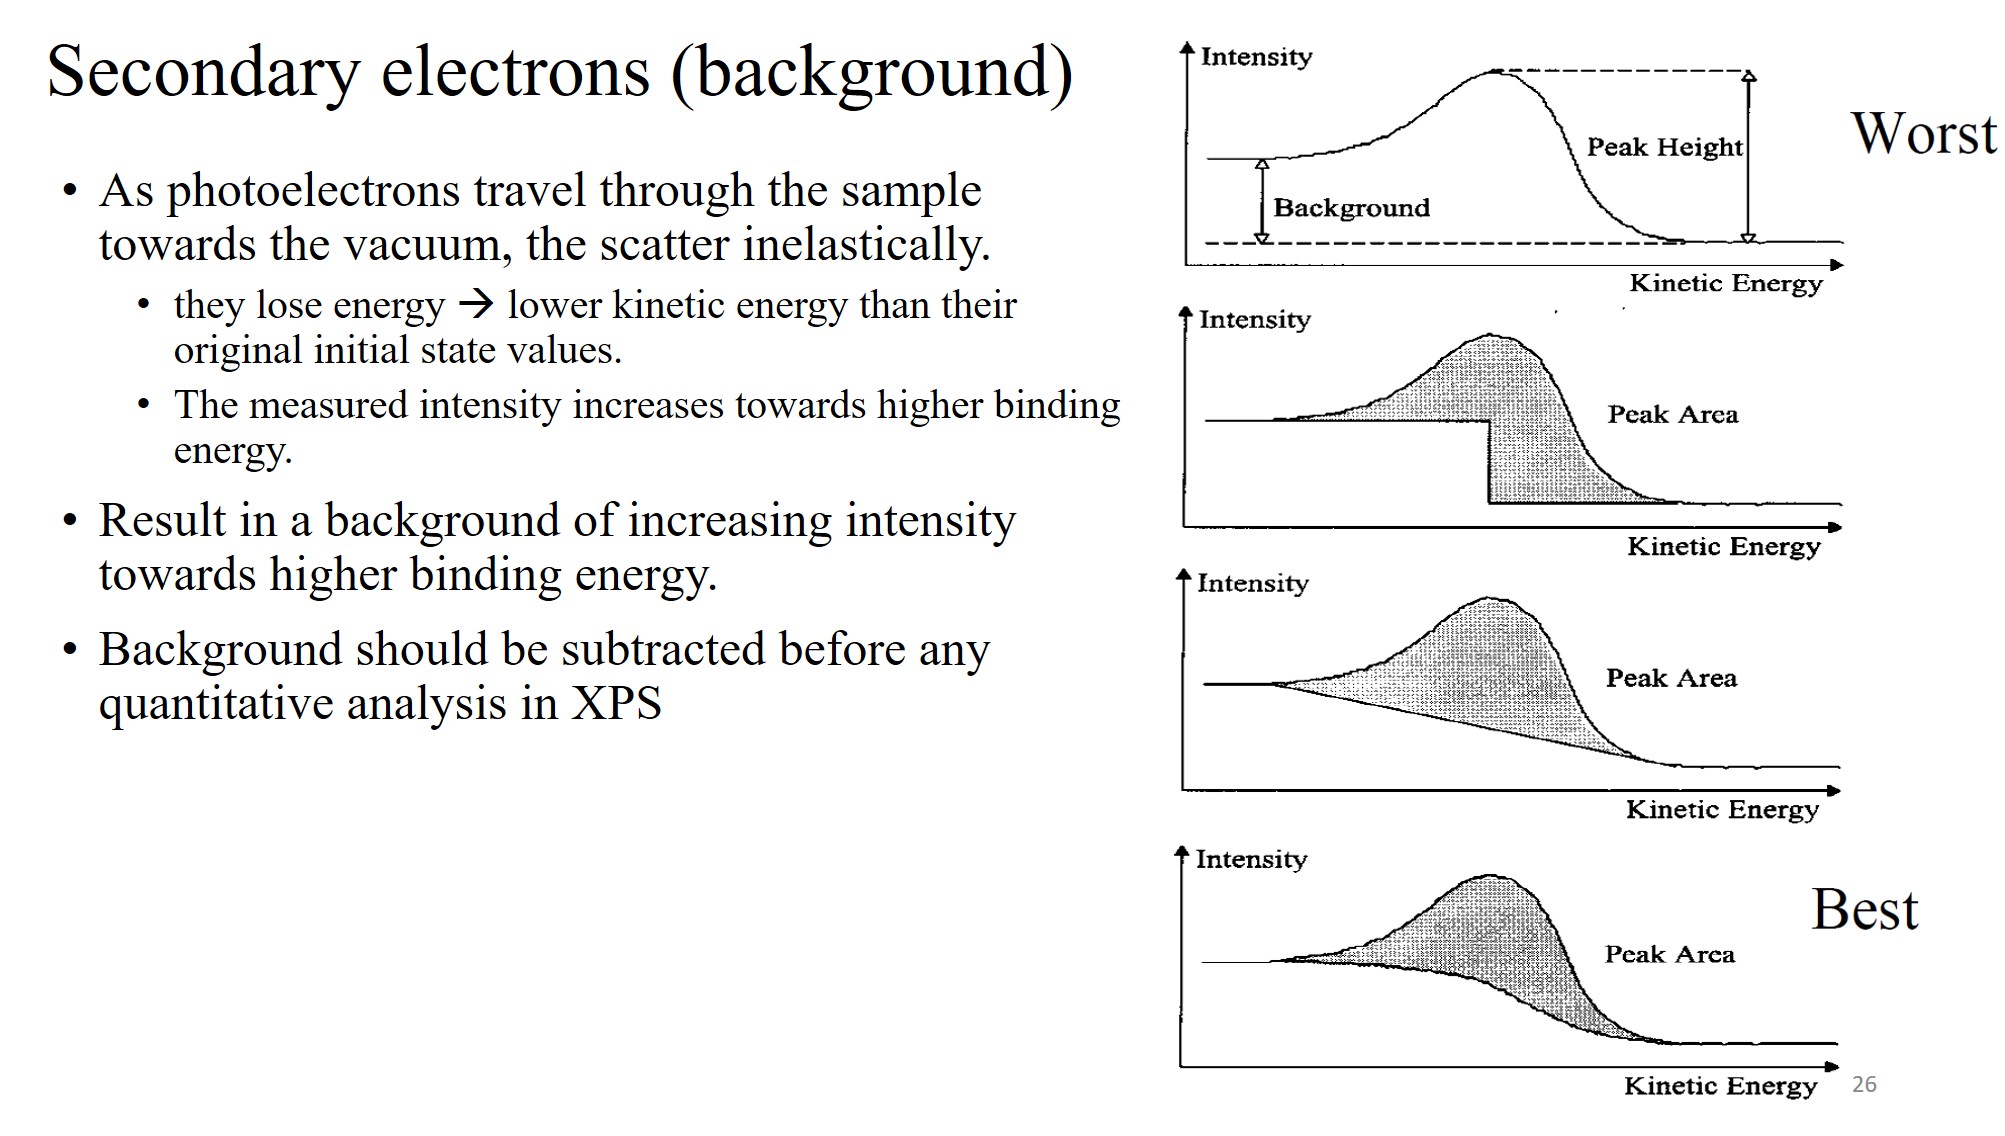 Secondary electrons (background)
• As photoelectrons travel through the sample
towards the vacuum, the scatter inelastically.
• they lose energy → lower kinetic energy than their
original initial state values.
• The measured intensity increases towards higher binding
energy.
• Result in a background of increasing intensity
towards higher binding energy.
• Background should be subtracted before any
quantitative analysis in XPS
Intensity
Peak Height
Background
Kinetic Energy
Worst
Intensity
Peak Area
Kinetic Energy
Intensity
Peak Area
Kinetic Energy
Intensity
Peak Area
Kinetic Energy
Best
26